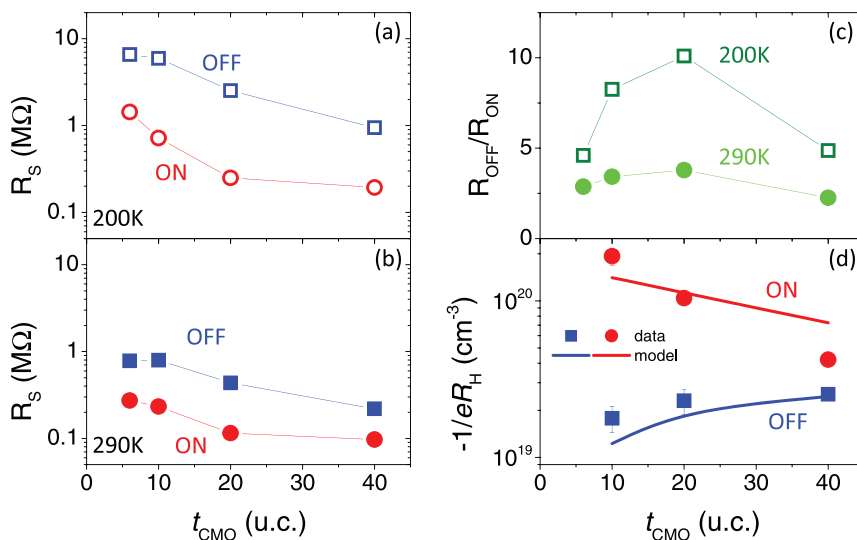 (a)
10
OFF
1
R_S (MΩ)
ON
0.1
200K
(b)
10
1
OFF
R_S (MΩ)
0.1
290K
ON
0 10 20 30 40
t_CMO (u.c.)
(c)
10
200K
R_OFF/R_ON
5
290K
0
(d)
ON
10^20
data
model
-1/eR_H (cm^-3)
OFF
10^19
0 10 20 30 40
t_CMO (u.c.)